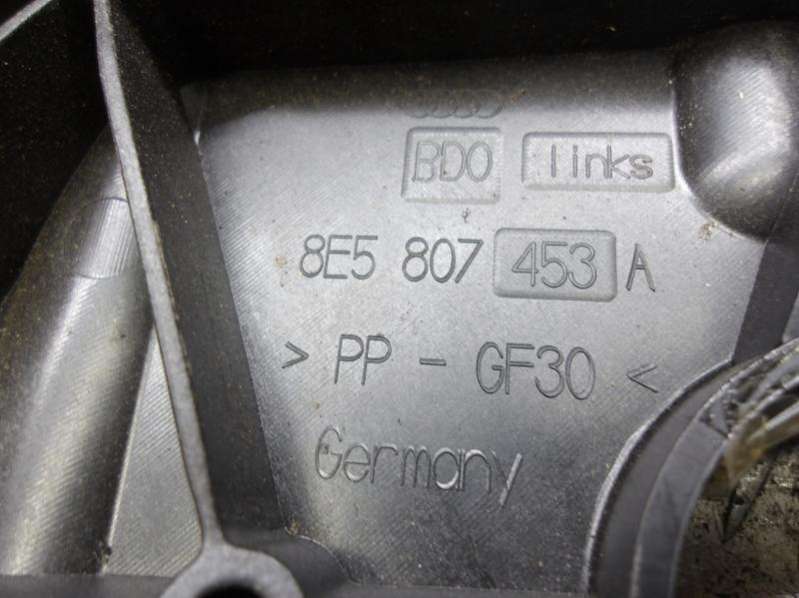 BDO links
8E5 807 453 A
> PP - GF30 <
Germany